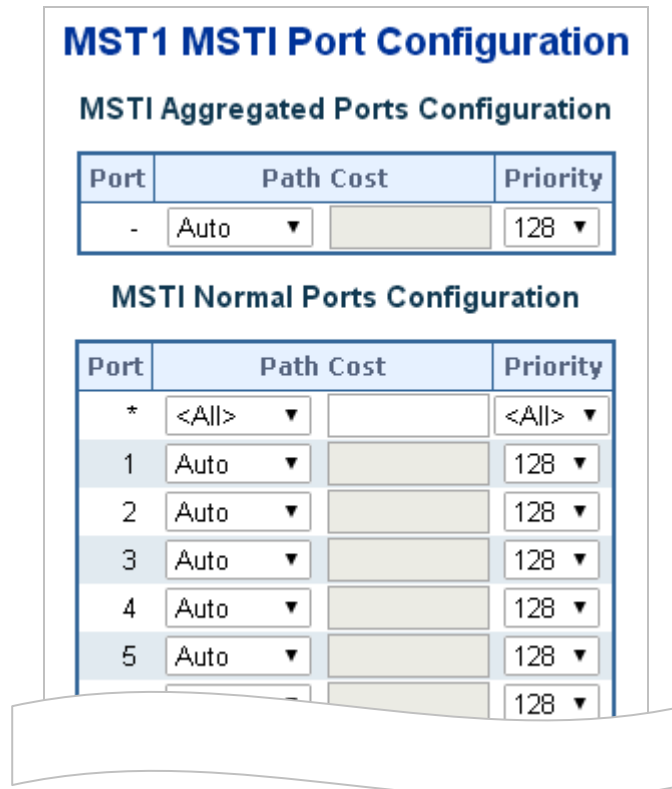 MST1 MSTI Port Configuration
MSTI Aggregated Ports Configuration
Port Path Cost Priority
- Auto 128
MSTI Normal Ports Configuration
Port Path Cost Priority
* <All> <All>
1 Auto 128
2 Auto 128
3 Auto 128
4 Auto 128
5 Auto 128
128